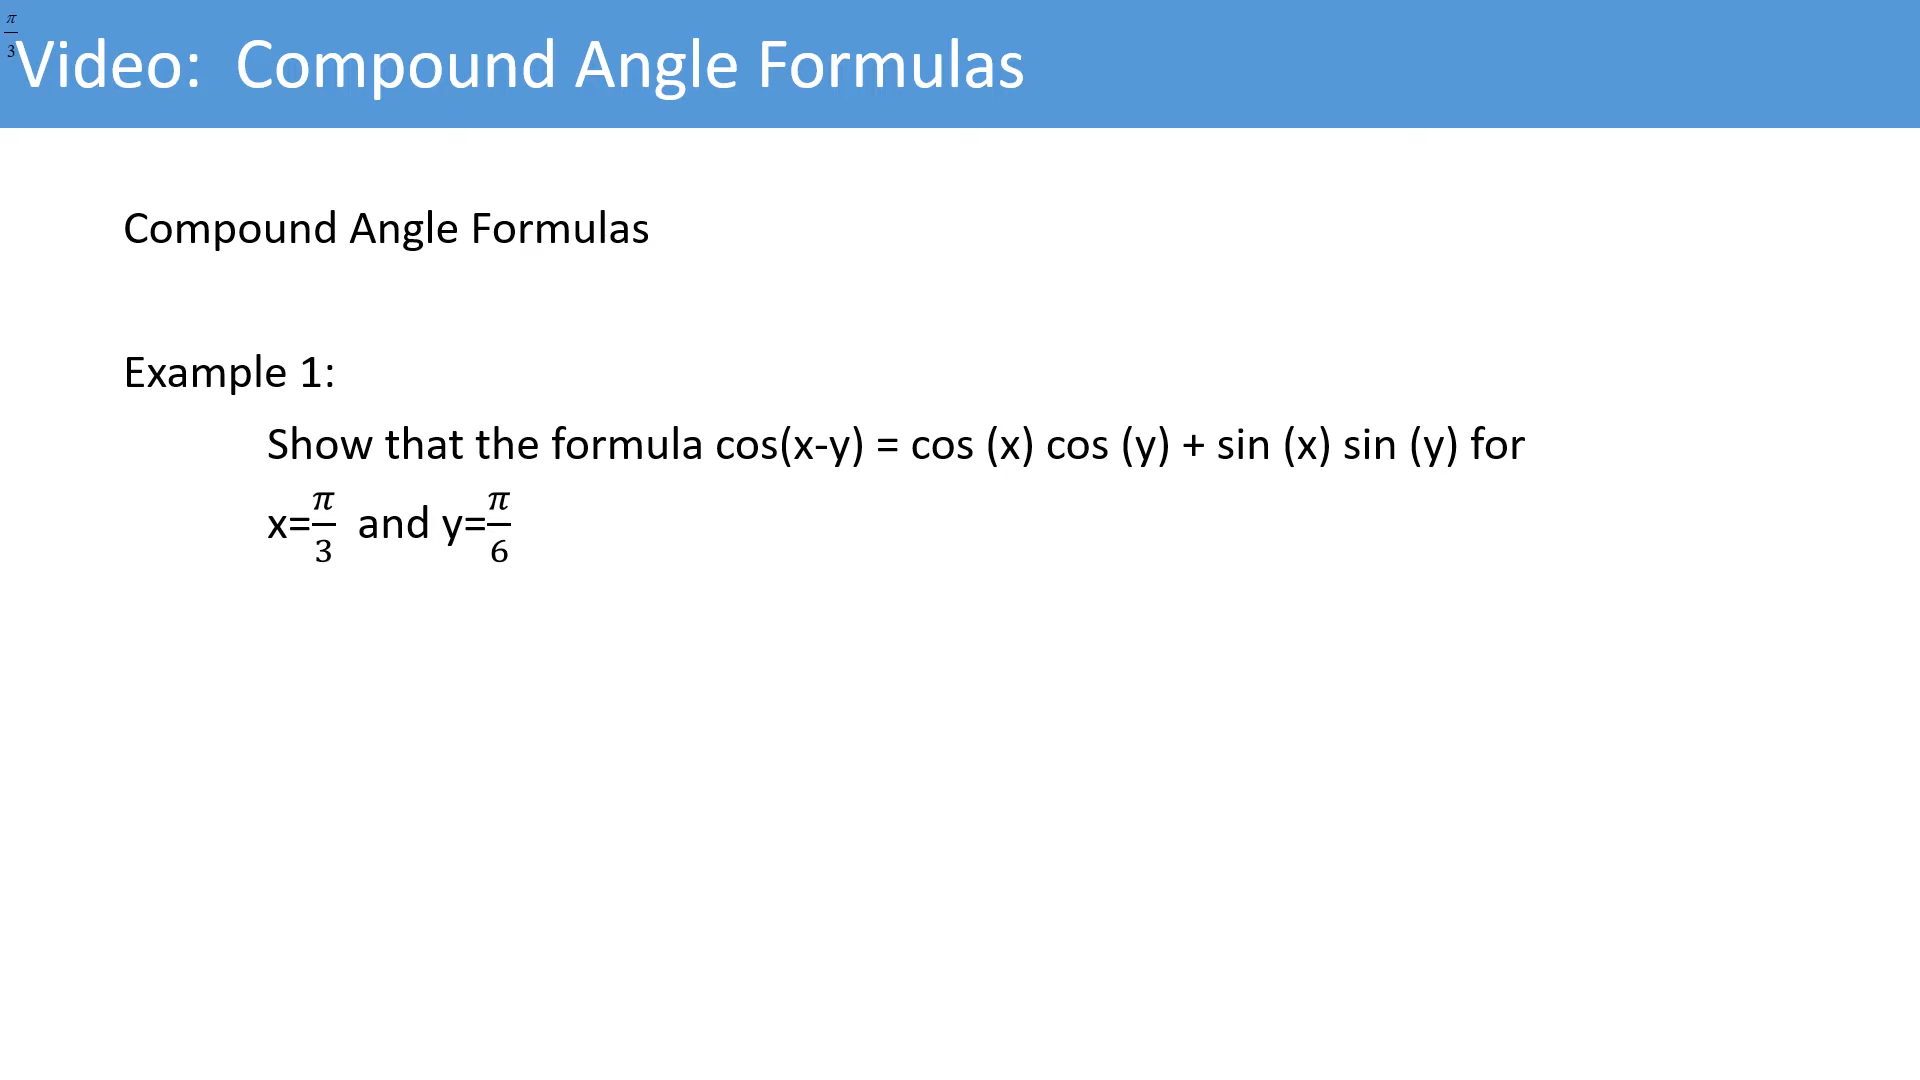 π/3
Video: Compound Angle Formulas
Compound Angle Formulas
Example 1:
Show that the formula cos(x-y) = cos (x) cos (y) + sin (x) sin (y) for
x=π/3 and y=π/6